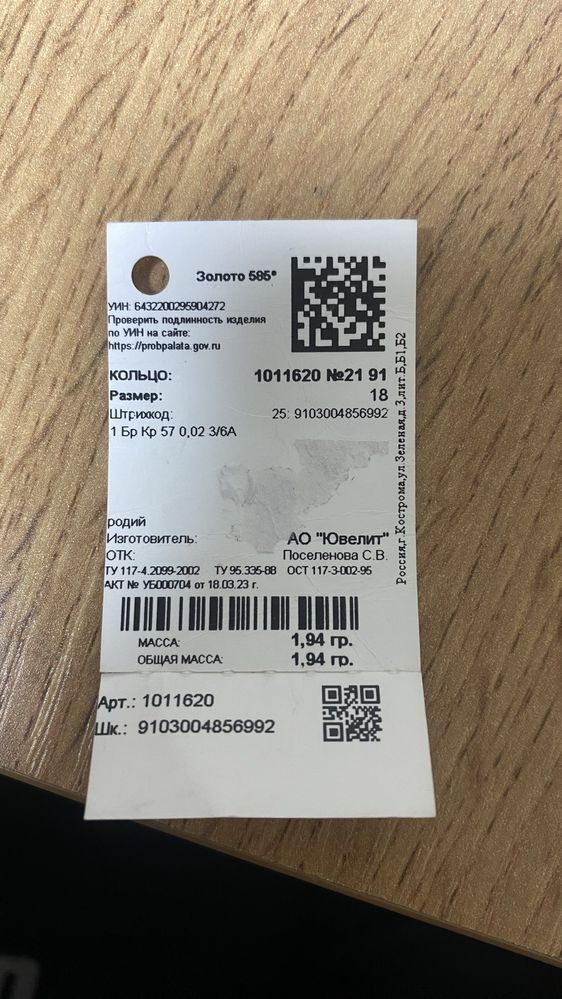 Золото 585*
УИН: 6432200295904272
Проверить подлинность изделия
по УИН на сайте:
https://probpalata.gov.ru
КОЛЬЦО: 1011620 №21 91
Размер: 18
Штрихкод: 25: 9103004856992
1 Бр Кр 57 0,02 3/6А
родий
Изготовитель: АО "Ювелит"
ОТК: Поселенова С.В.
ТУ 117-4.2099-2002 ТУ 95.335-88 ОСТ 117-3-002-95
АКТ № УБ000704 от 18.03.23 г.
МАССА: 1,94 гр.
ОБЩАЯ МАССА: 1,94 гр.
Россия,г.Кострома,ул.Зеленая,д.3,лит.Б,Б1,Б2
Арт.: 1011620
Шк.: 9103004856992